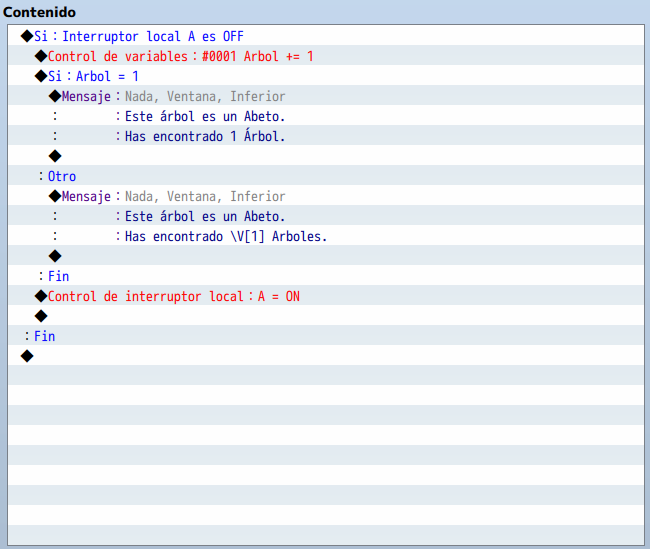 Contenido
◆Si：Interruptor local A es OFF
◆Control de variables：#0001 Arbol += 1
◆Si：Arbol = 1
◆Mensaje：Nada, Ventana, Inferior
：　　　：Este árbol es un Abeto.
：　　　：Has encontrado 1 Árbol.
◆
：Otro
◆Mensaje：Nada, Ventana, Inferior
：　　　：Este árbol es un Abeto.
：　　　：Has encontrado \V[1] Arboles.
◆
：Fin
◆Control de interruptor local：A = ON
◆
：Fin
◆